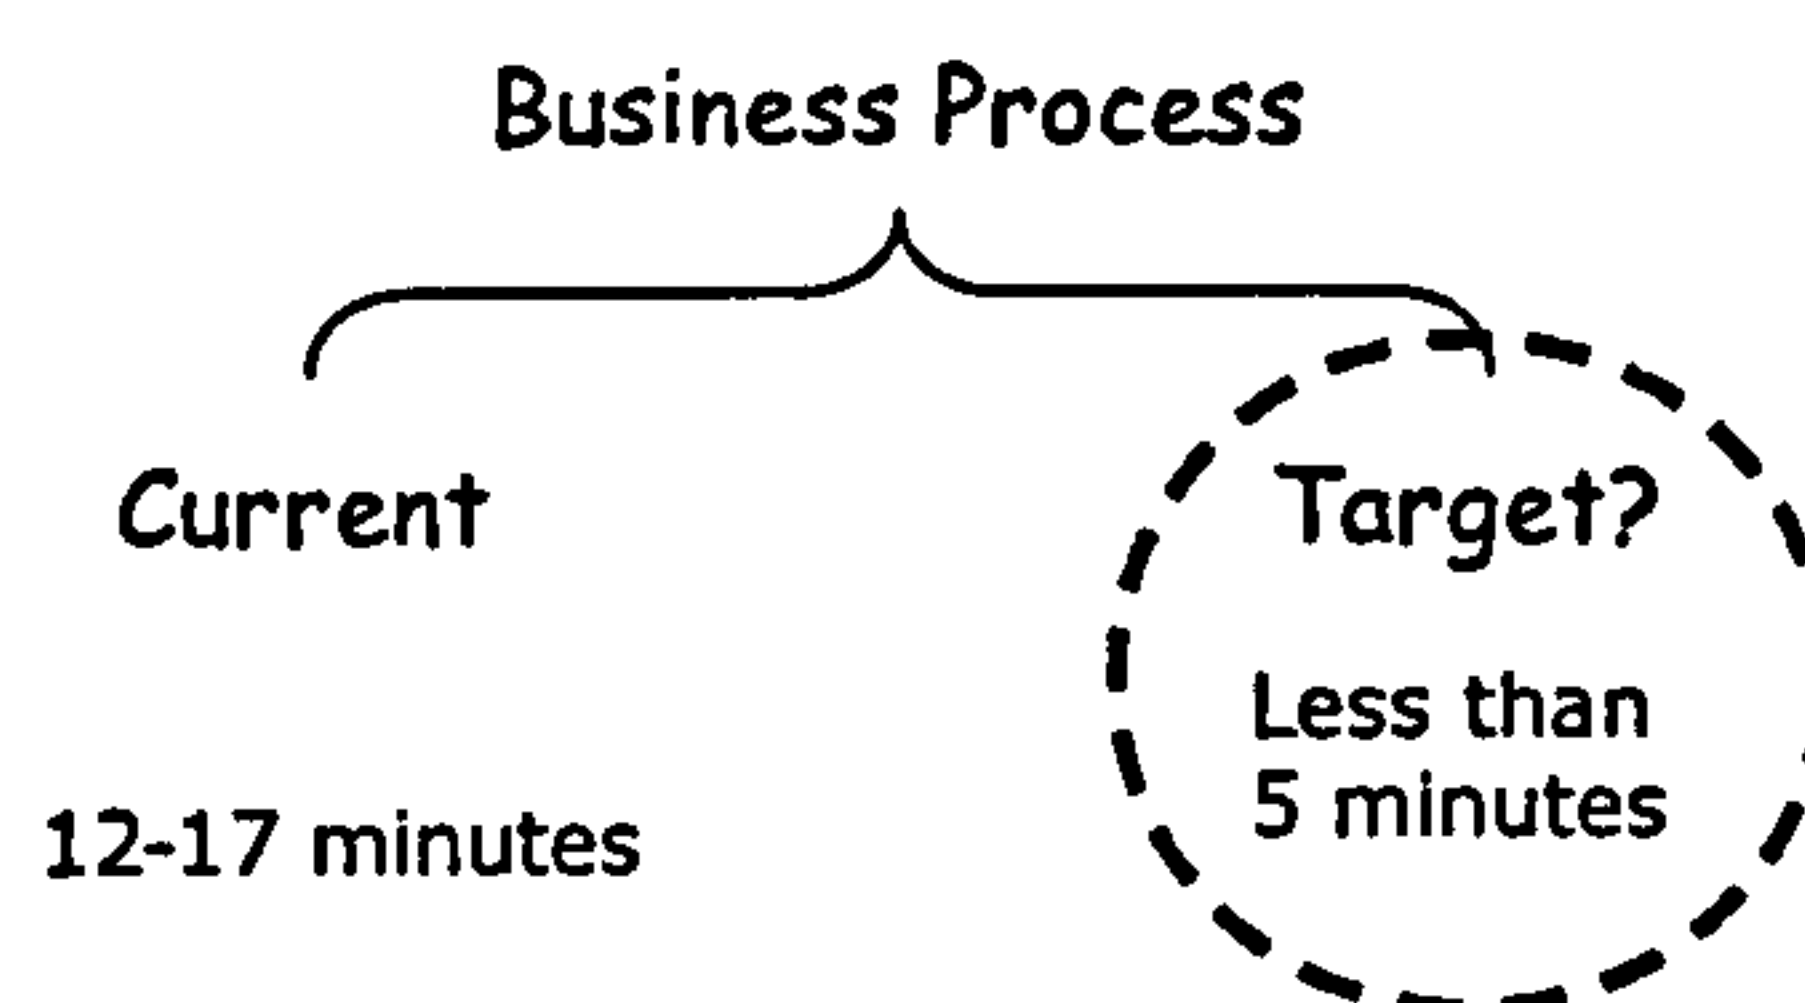 Business Process
Current
Target?
Less than
5 minutes
12-17 minutes